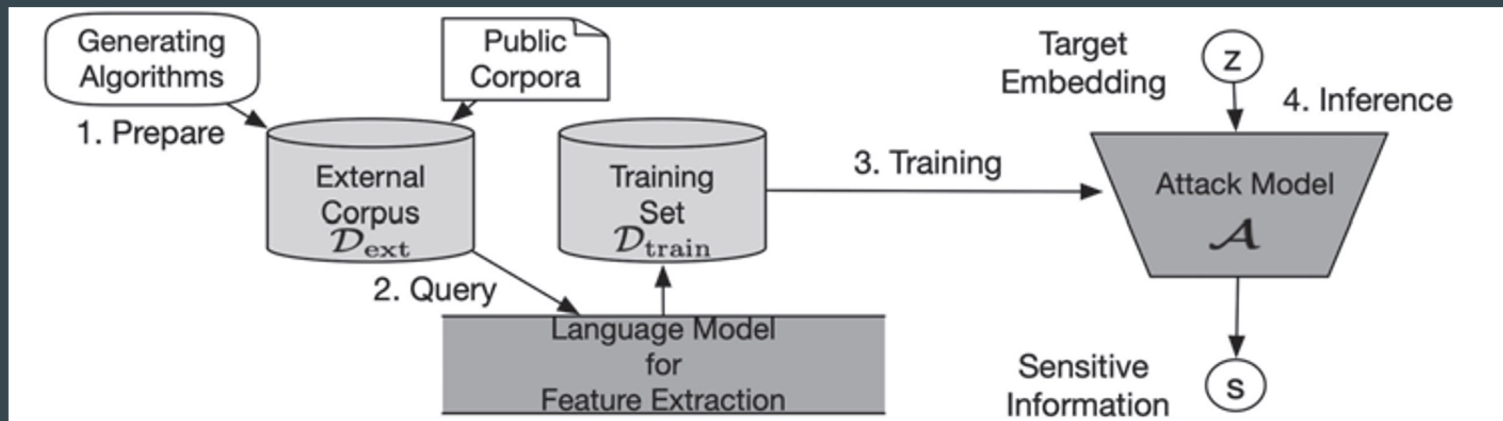 Generating
Algorithms
Public
Corpora
1. Prepare
External
Corpus
𝒟ext
Training
Set
𝒟train
2. Query
Language Model
for
Feature Extraction
3. Training
Target
Embedding
z
4. Inference
Attack Model
𝒜
Sensitive
Information
s